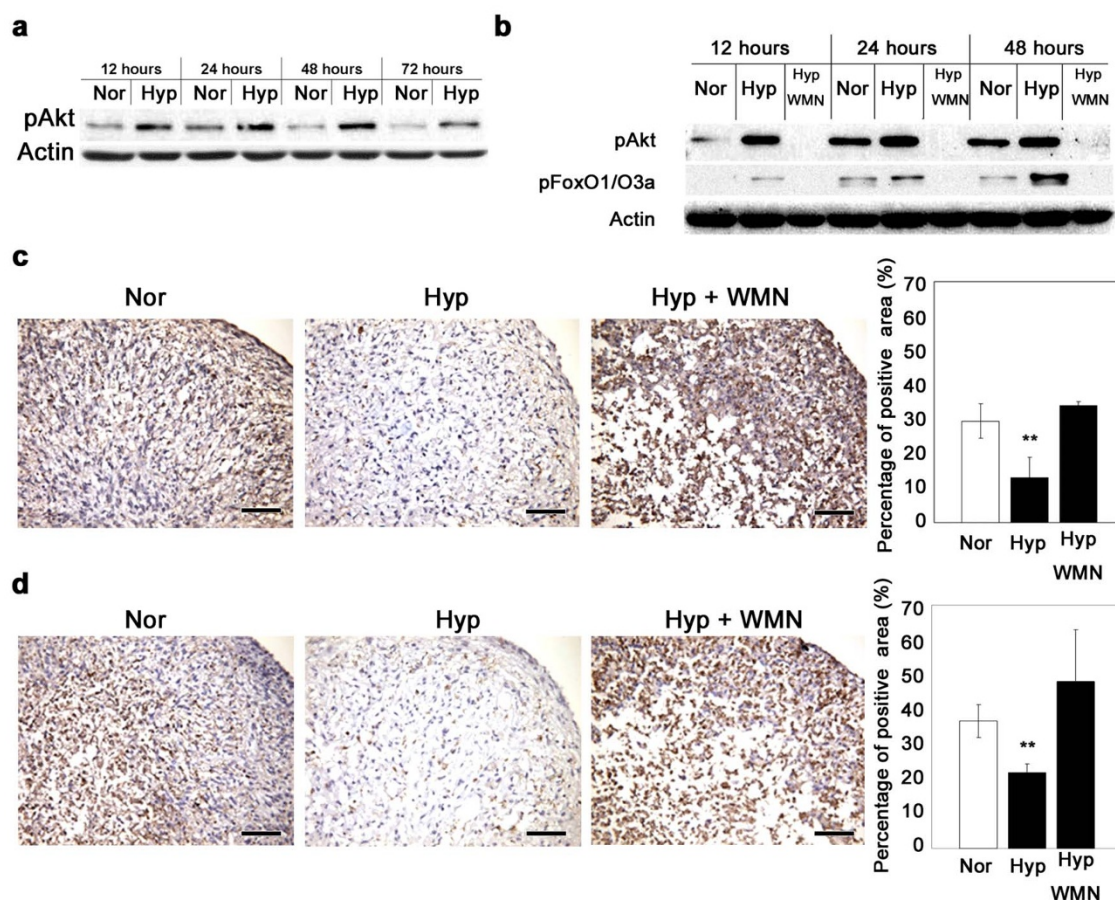 a
12 hours 24 hours 48 hours 72 hours
Nor Hyp Nor Hyp Nor Hyp Nor Hyp
pAkt
Actin
b
12 hours 24 hours 48 hours
Nor Hyp Hyp WMN Nor Hyp Hyp WMN Nor Hyp Hyp WMN
pAkt
pFoxO1/O3a
Actin
c
Nor Hyp Hyp + WMN
Percentage of positive area (%)
70
60
50
40
30
20
10
0
**
Nor Hyp Hyp
WMN
d
Nor Hyp Hyp + WMN
Percentage of positive area (%)
70
60
50
40
30
20
10
0
**
Nor Hyp Hyp
WMN